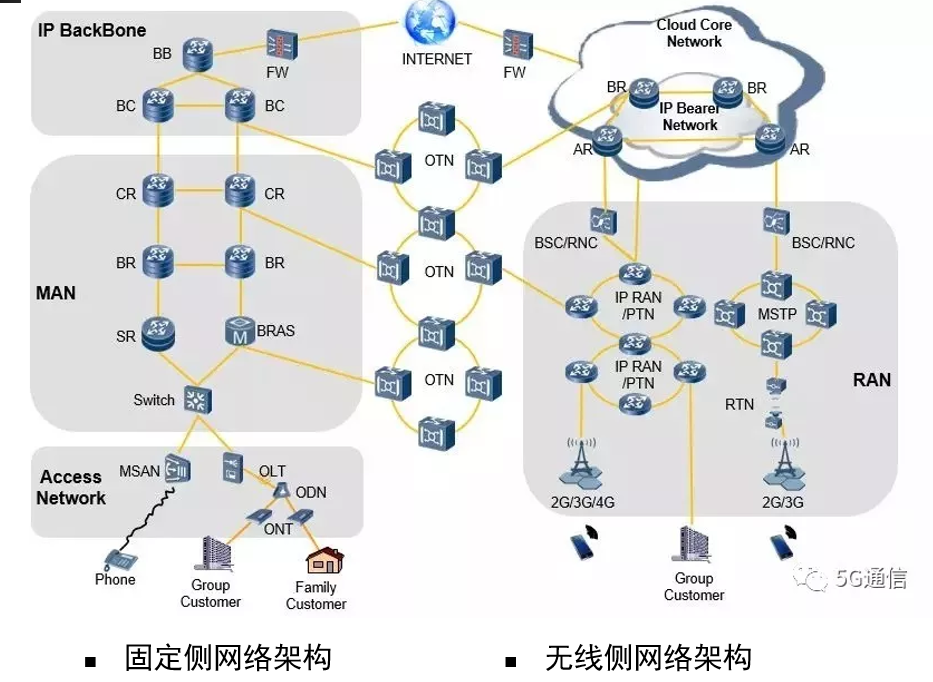 IP BackBone
BB
FW
BC
BC
INTERNET
FW
Cloud Core
Network
BR
BR
IP Bearer
Network
AR
AR
OTN
MAN
CR
CR
BR
BR
SR
BRAS
Switch
OTN
OTN
BSC/RNC
BSC/RNC
IP RAN
/PTN
MSTP
IP RAN
/PTN
RTN
RAN
2G/3G/4G
2G/3G
Access
Network
MSAN
OLT
ODN
ONT
Phone
Group
Customer
Family
Customer
Group
Customer
5G通信
▪ 固定侧网络架构
▪ 无线侧网络架构